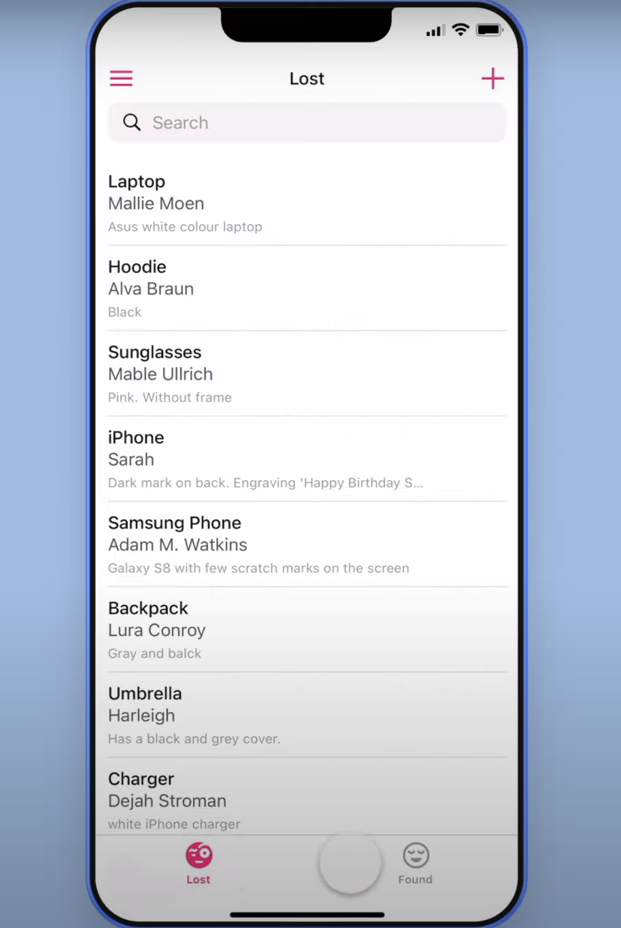 Lost
Search
Laptop
Mallie Moen
Asus white colour laptop
Hoodie
Alva Braun
Black
Sunglasses
Mable Ullrich
Pink. Without frame
iPhone
Sarah
Dark mark on back. Engraving 'Happy Birthday S...
Samsung Phone
Adam M. Watkins
Galaxy S8 with few scratch marks on the screen
Backpack
Lura Conroy
Gray and balck
Umbrella
Harleigh
Has a black and grey cover.
Charger
Dejah Stroman
white iPhone charger
Lost
Found